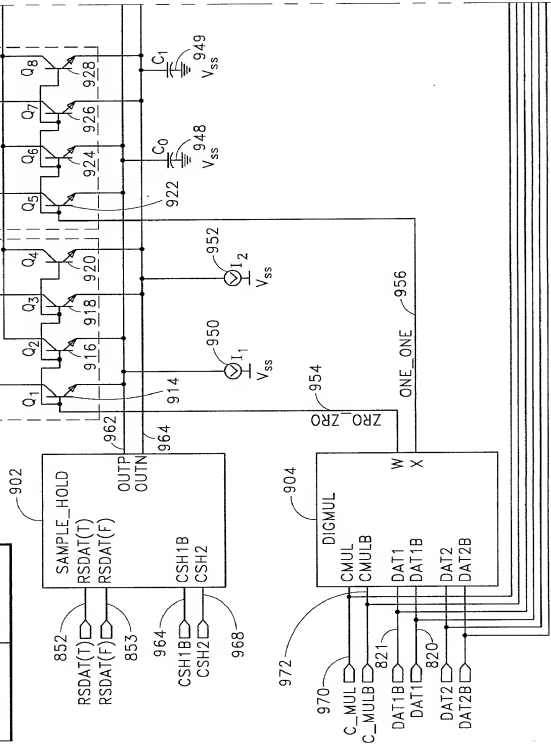 Q1
914
Q2
916
Q3
918
Q4
920
Q5
922
Q6
924
Q7
926
Q8
928
C0
948
VSS
C1
949
VSS
I1
950
VSS
I2
952
VSS
902
SAMPLE_HOLD
RSDAT(T)
RSDAT(F)
CSH1B
CSH2
OUTP
OUTN
962
964
852
RSDAT(T)
853
RSDAT(F)
964
CSH1B
968
CSH2
954
ZRO_ZRO
956
ONE_ONE
904
DIGMUL
CMUL
CMULB
DAT1
DAT1B
DAT2
DAT2B
W
X
970
C_MUL
972
C_MULB
821
DAT1B
820
DAT1
DAT2
DAT2B